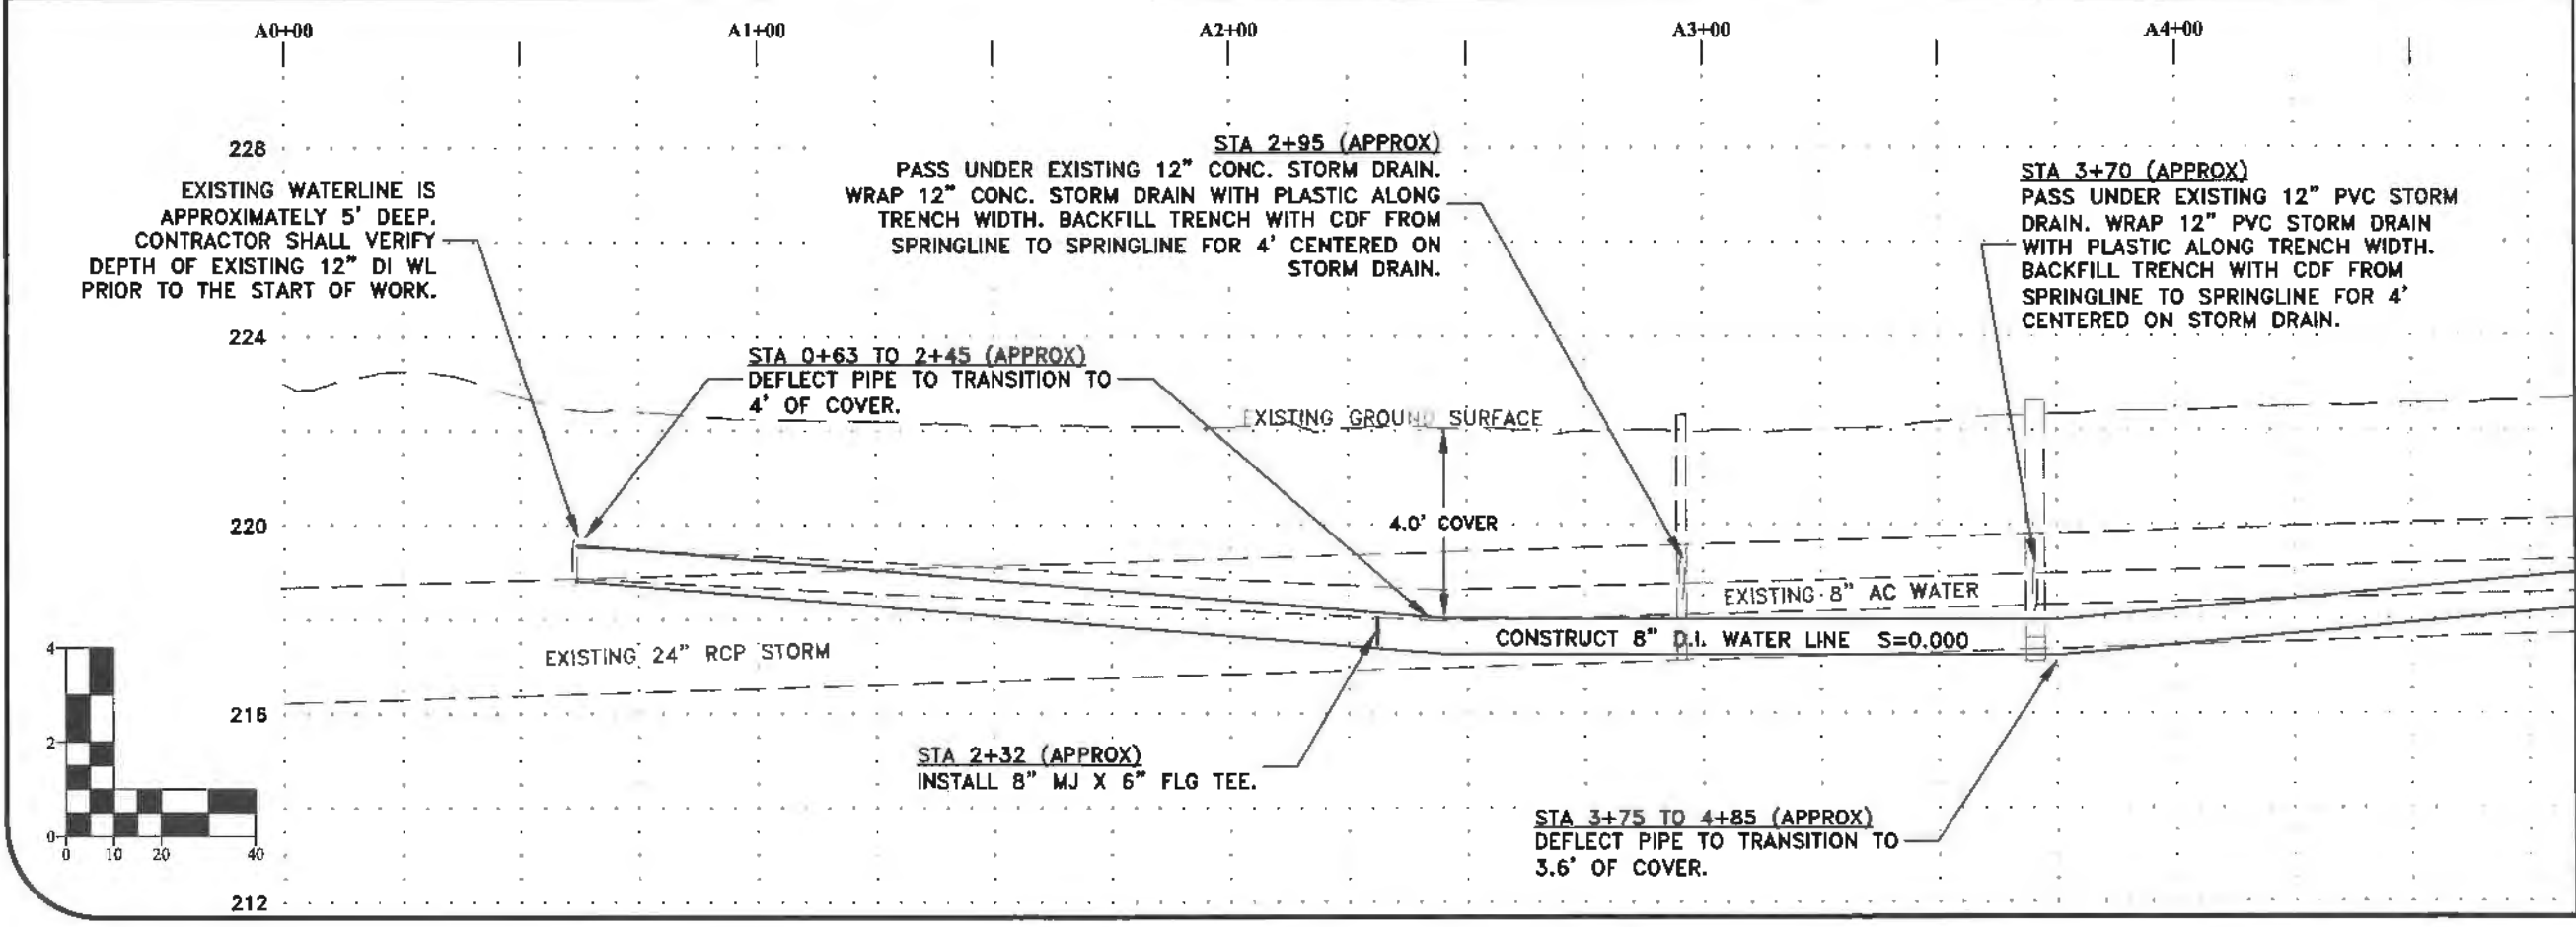 A0+00 A1+00 A2+00 A3+00 A4+00
228
EXISTING WATERLINE IS
APPROXIMATELY 5' DEEP.
CONTRACTOR SHALL VERIFY
DEPTH OF EXISTING 12" DI WL
PRIOR TO THE START OF WORK.
STA 2+95 (APPROX)
PASS UNDER EXISTING 12" CONC. STORM DRAIN.
WRAP 12" CONC. STORM DRAIN WITH PLASTIC ALONG
TRENCH WIDTH. BACKFILL TRENCH WITH CDF FROM
SPRINGLINE TO SPRINGLINE FOR 4' CENTERED ON
STORM DRAIN.
STA 3+70 (APPROX)
PASS UNDER EXISTING 12" PVC STORM
DRAIN. WRAP 12" PVC STORM DRAIN
WITH PLASTIC ALONG TRENCH WIDTH.
BACKFILL TRENCH WITH CDF FROM
SPRINGLINE TO SPRINGLINE FOR 4'
CENTERED ON STORM DRAIN.
224
STA 0+63 TO 2+45 (APPROX)
DEFLECT PIPE TO TRANSITION TO
4' OF COVER.
EXISTING GROUND SURFACE
220
4.0' COVER
EXISTING 8" AC WATER
CONSTRUCT 8" D.I. WATER LINE S=0.000
EXISTING 24" RCP STORM
216
STA 2+32 (APPROX)
INSTALL 8" MJ X 6" FLG TEE.
STA 3+75 TO 4+85 (APPROX)
DEFLECT PIPE TO TRANSITION TO
3.6' OF COVER.
212
4
2
0
0 10 20 40